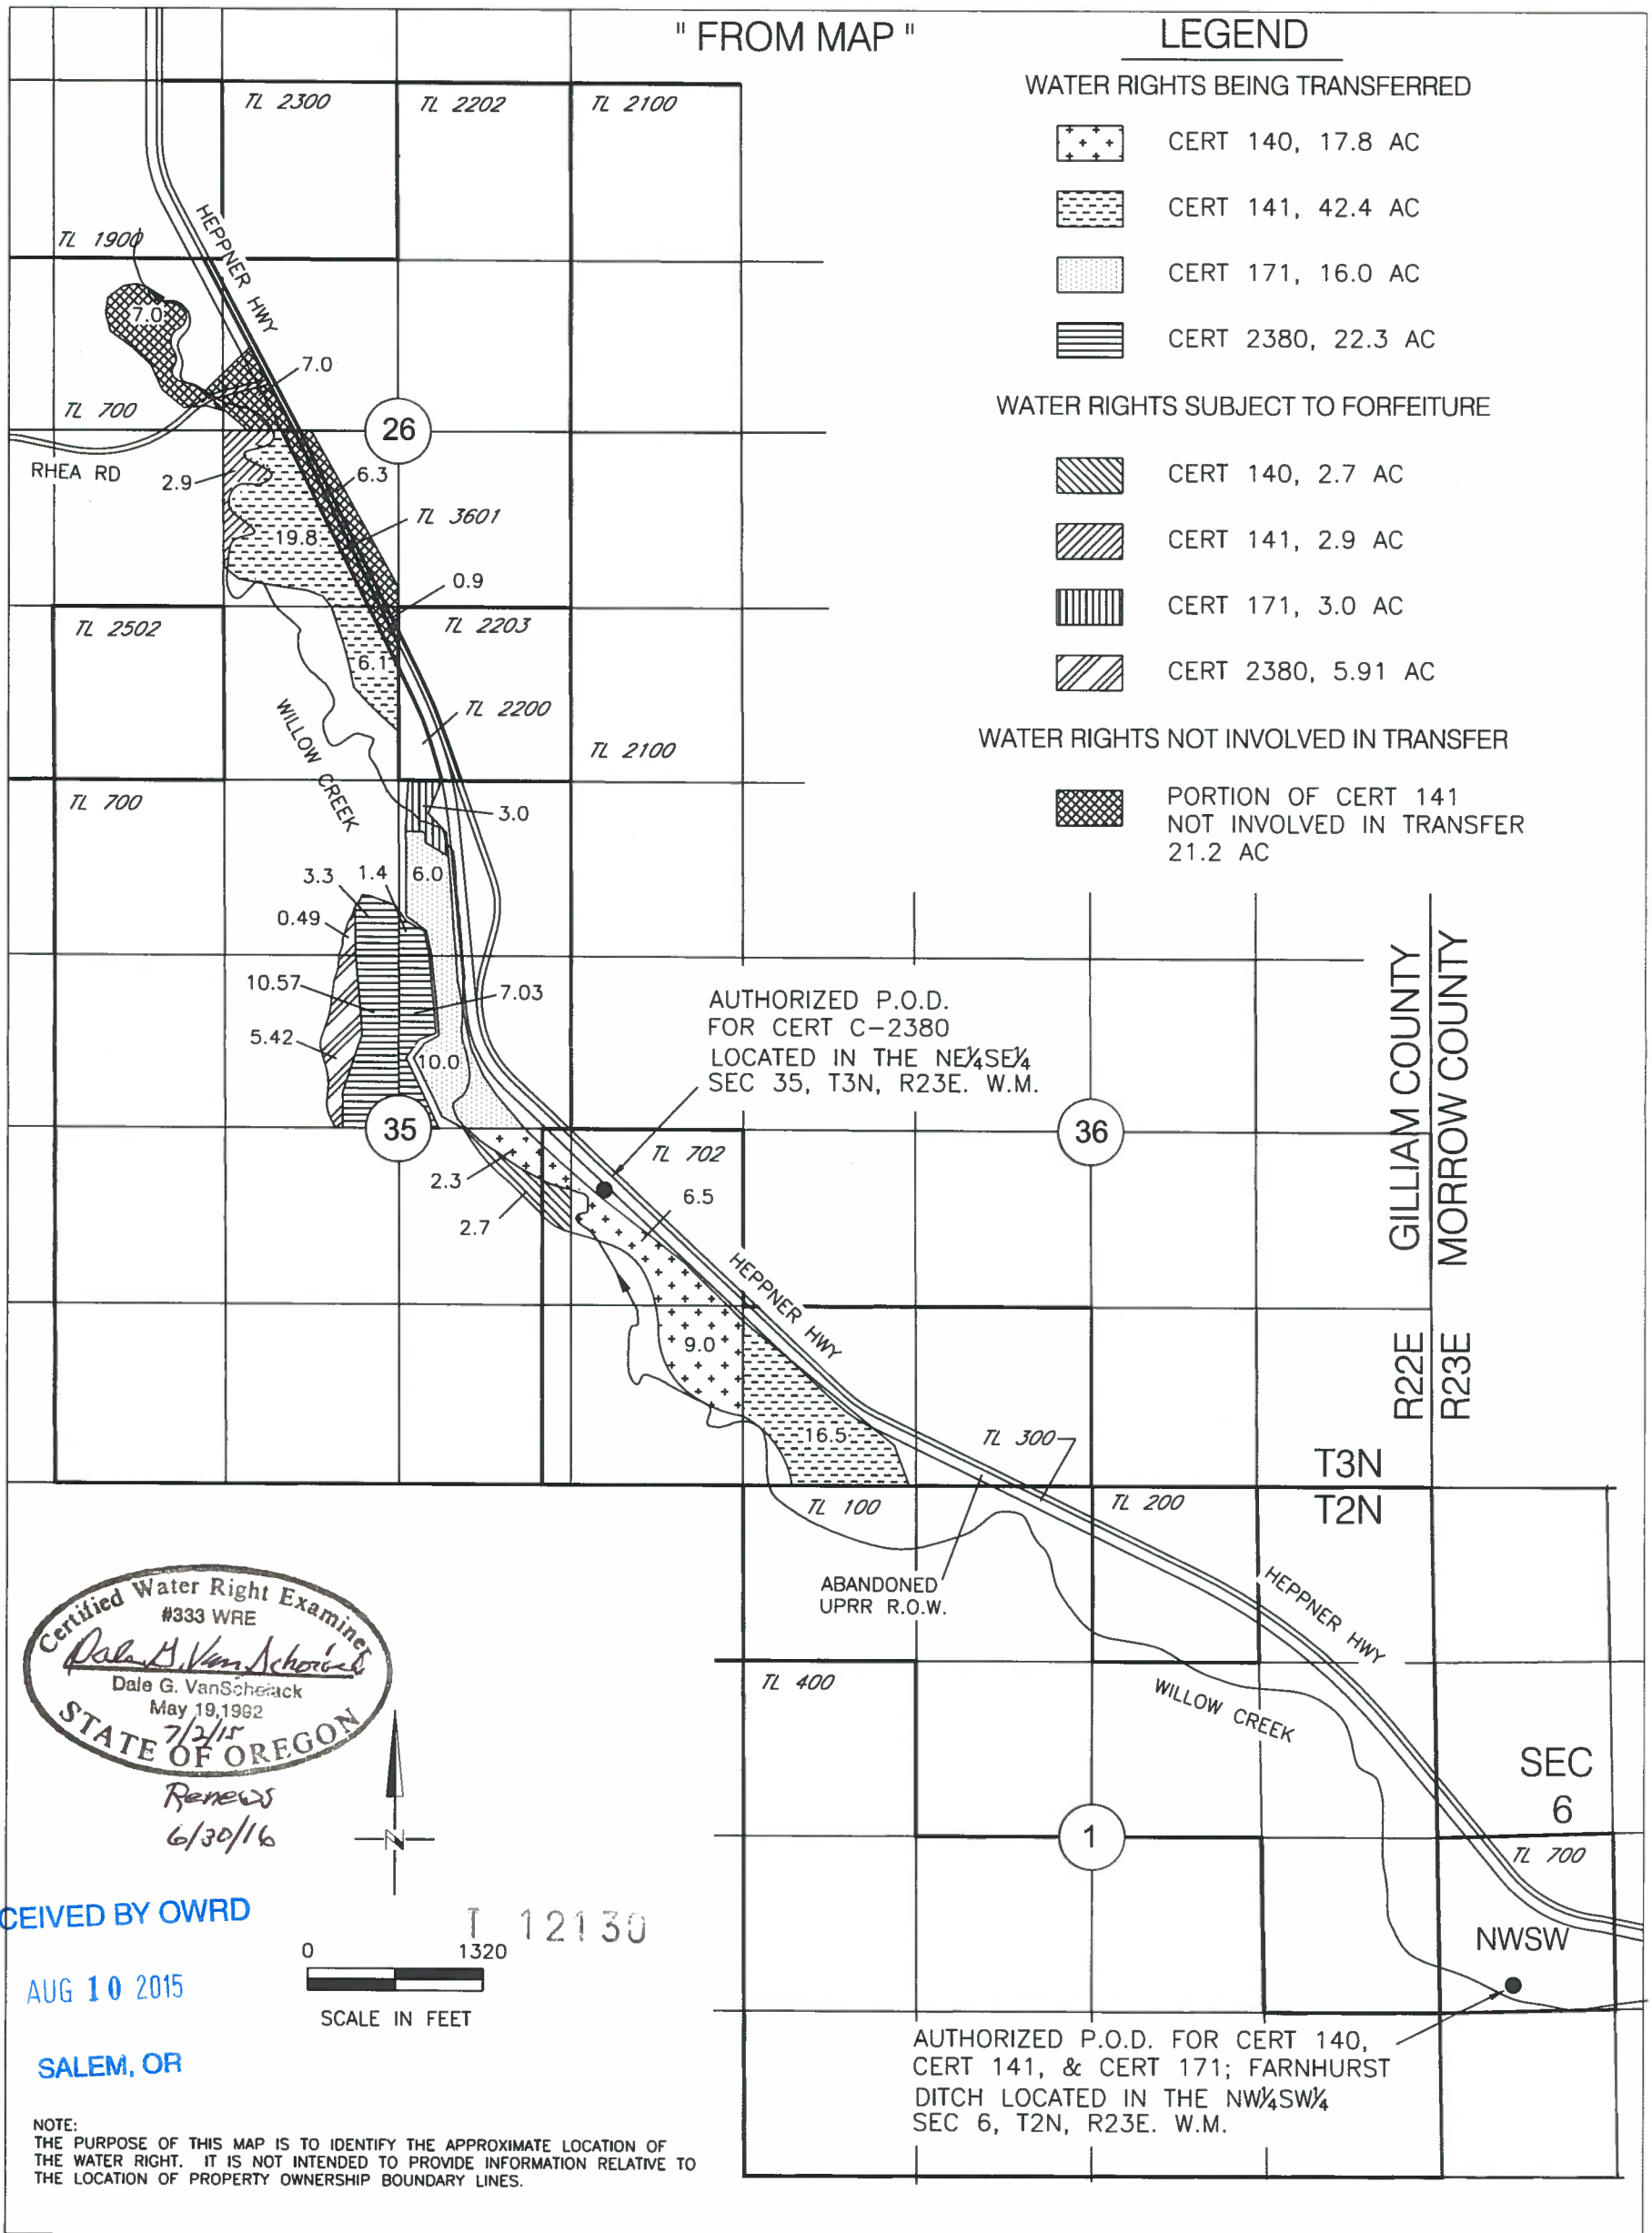 " FROM MAP "
LEGEND
WATER RIGHTS BEING TRANSFERRED
CERT 140, 17.8 AC
CERT 141, 42.4 AC
CERT 171, 16.0 AC
CERT 2380, 22.3 AC
WATER RIGHTS SUBJECT TO FORFEITURE
CERT 140, 2.7 AC
CERT 141, 2.9 AC
CERT 171, 3.0 AC
CERT 2380, 5.91 AC
WATER RIGHTS NOT INVOLVED IN TRANSFER
PORTION OF CERT 141
NOT INVOLVED IN TRANSFER
21.2 AC
TL 2300
TL 2202
TL 2100
HEPPNER HWY
TL 1900
7.0
7.0
TL 700
26
RHEA RD
2.9
6.3
TL 3601
19.8
0.9
TL 2502
TL 2203
6.1
TL 2200
WILLOW CREEK
TL 2100
TL 700
3.0
3.3
1.4
6.0
0.49
10.57
7.03
5.42
10.0
AUTHORIZED P.O.D.
FOR CERT C-2380
LOCATED IN THE NE¼SE¼
SEC 35, T3N, R23E. W.M.
GILLIAM COUNTY
MORROW COUNTY
35
36
TL 702
2.3
6.5
2.7
HEPPNER HWY
9.0
R22E
R23E
16.5
TL 300
T3N
T2N
TL 100
TL 200
ABANDONED
UPRR R.O.W.
HEPPNER HWY
TL 400
WILLOW CREEK
SEC
6
1
TL 700
NWSW
AUTHORIZED P.O.D. FOR CERT 140,
CERT 141, & CERT 171; FARNHURST
DITCH LOCATED IN THE NW¼SW¼
SEC 6, T2N, R23E. W.M.
Certified Water Right Examiner
#333 WRE
Dale G. VanSchoiack
Dale G. VanSchoiack
May 19,1982
7/2/15
STATE OF OREGON
Renews
6/30/16
N
CEIVED BY OWRD
AUG 10 2015
SALEM, OR
T 12130
0
1320
SCALE IN FEET
NOTE:
THE PURPOSE OF THIS MAP IS TO IDENTIFY THE APPROXIMATE LOCATION OF
THE WATER RIGHT. IT IS NOT INTENDED TO PROVIDE INFORMATION RELATIVE TO
THE LOCATION OF PROPERTY OWNERSHIP BOUNDARY LINES.